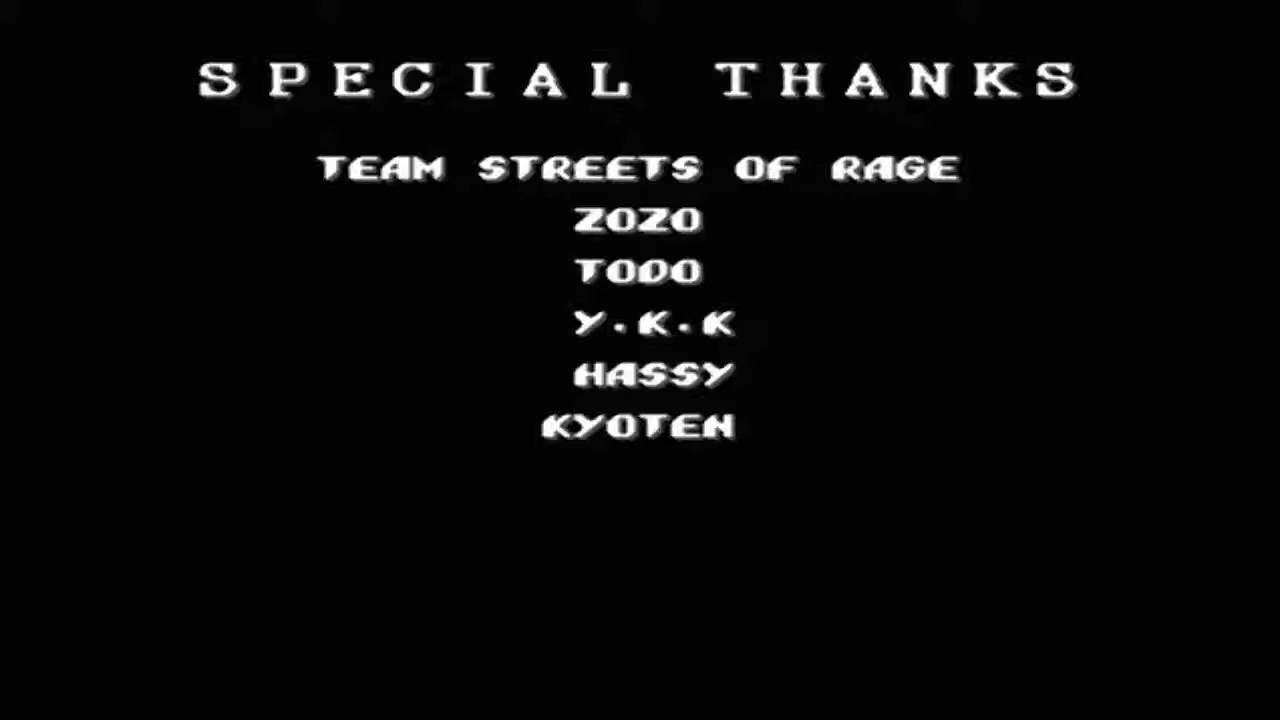 SPECIAL THANKS
TEAM STREETS OF RAGE
ZOZO
TODO
Y.K.K
HASSY
KYOTEN